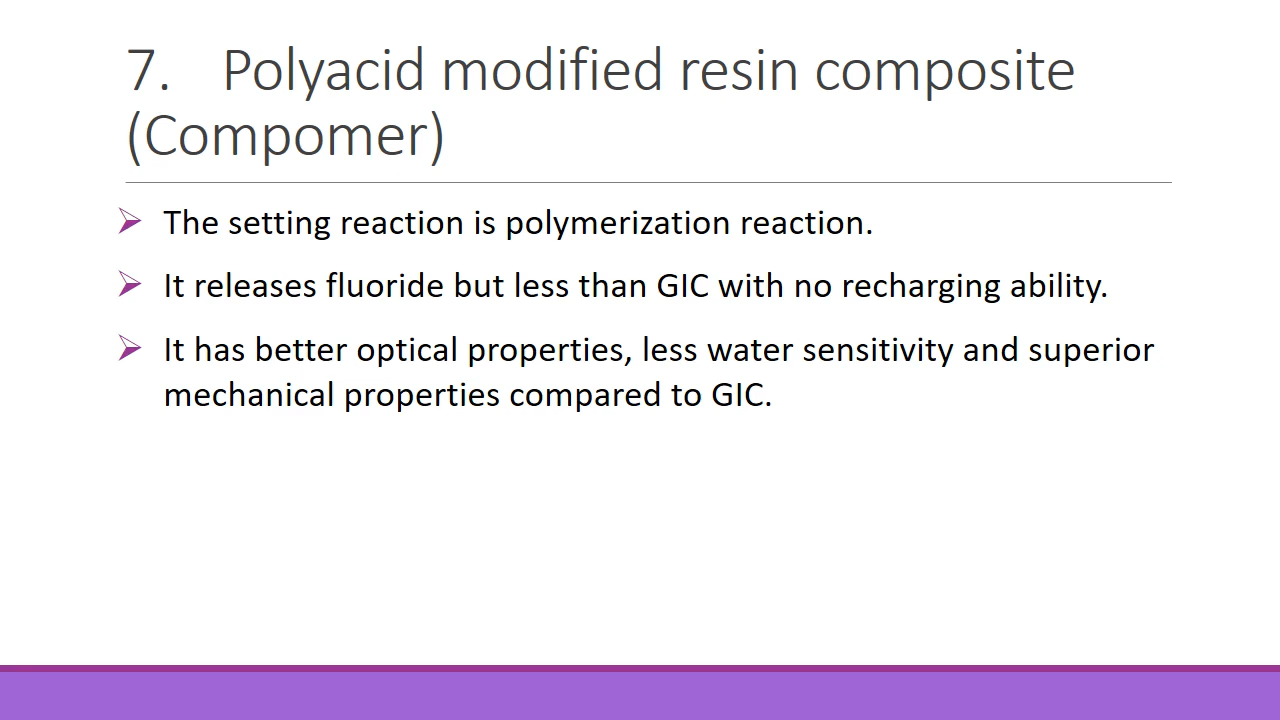 7. Polyacid modified resin composite
(Compomer)
The setting reaction is polymerization reaction.
It releases fluoride but less than GIC with no recharging ability.
It has better optical properties, less water sensitivity and superior
mechanical properties compared to GIC.